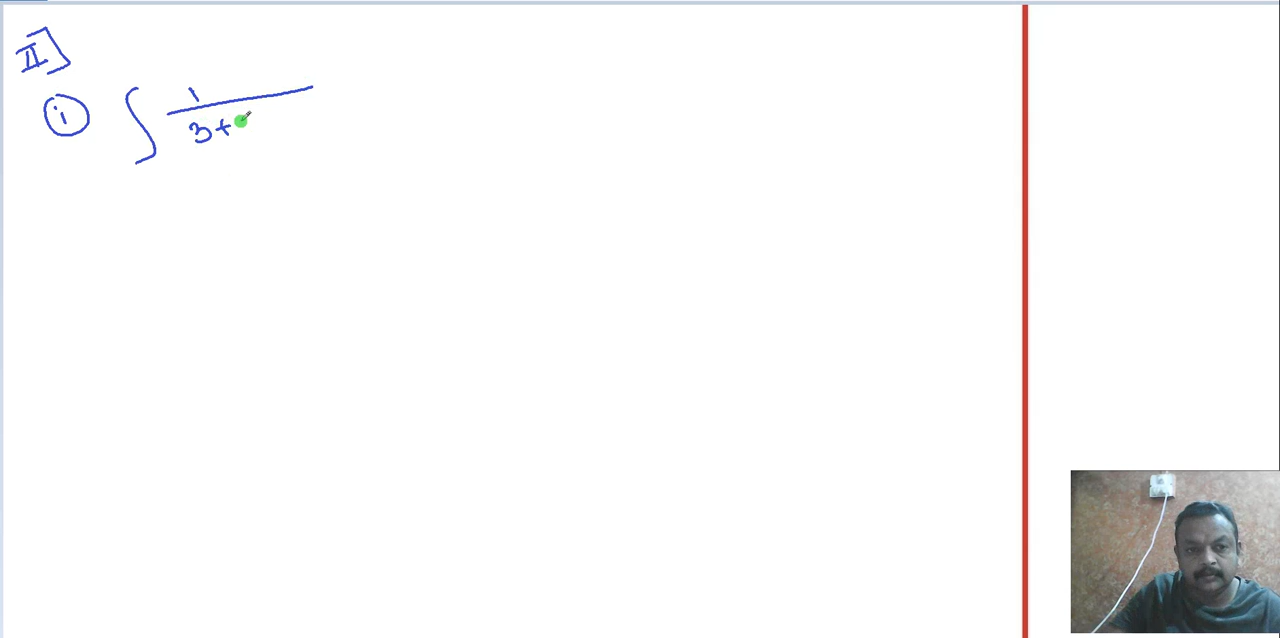 II]
(i) ∫ 1/3+